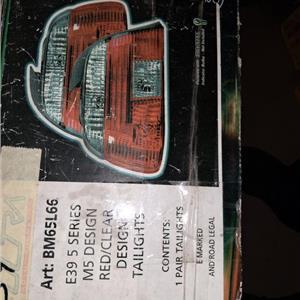 Art: BM65L66
E39 5 SERIES
M5 DESIGN
RED/CLEAR
DESIGN
TAILIGHTS
CONTENTS:
1 PAIR TAILIGHTS
E MARKED
AND ROAD LEGAL